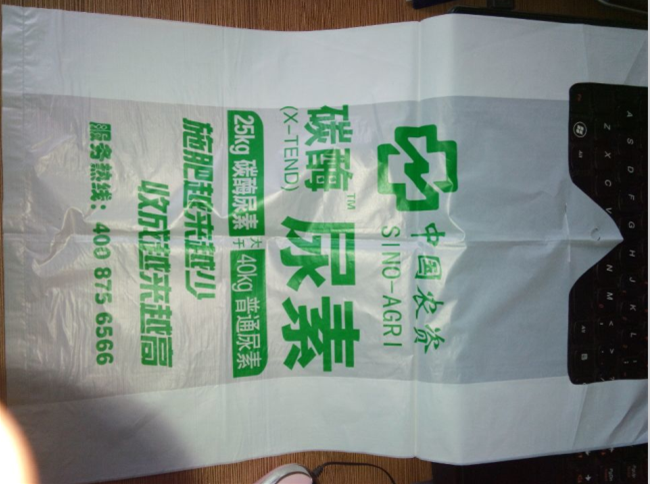 中国农资
SINO-AGRI
碳酶™ 尿素
(X-TEND)
25kg 碳酶尿素 大于 40kg 普通尿素
施肥越来越少
收成越来越高
服务热线：400 875 6566
A S D F G H J K L
Z X C V N M < >